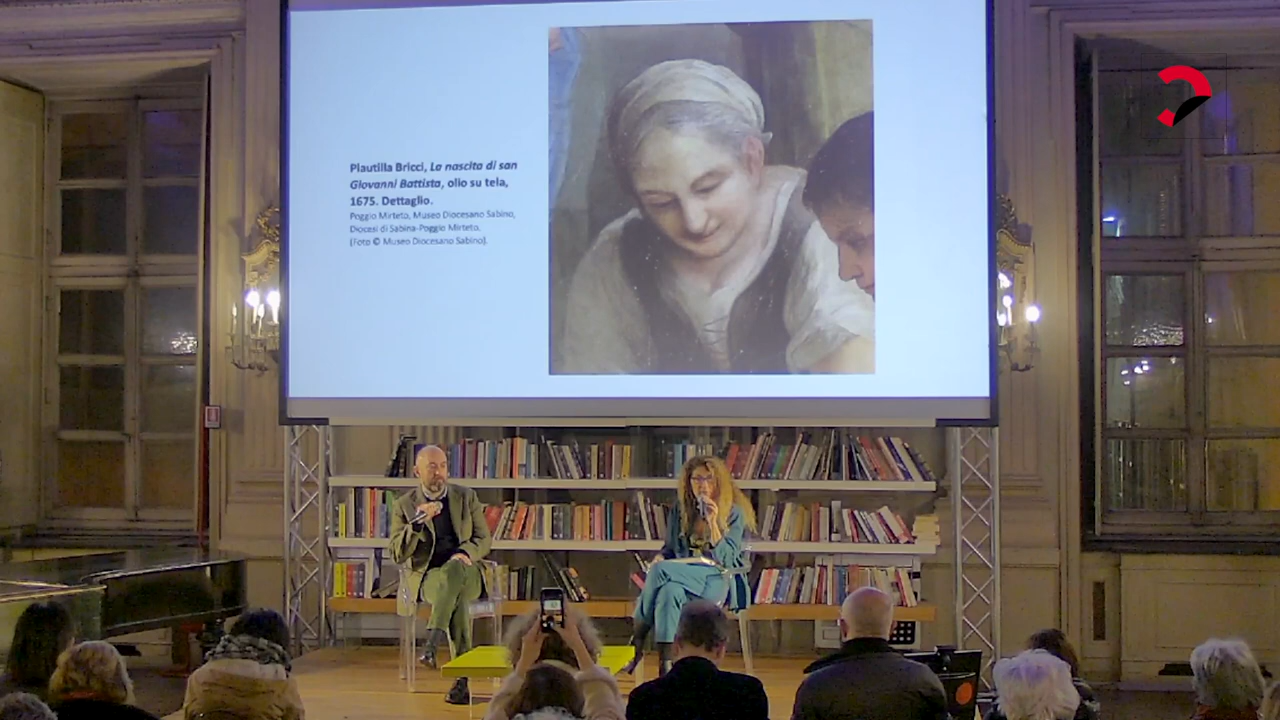 Plautilla Bricci, La nascita di san
Giovanni Battista, olio su tela,
1675. Dettaglio.
Poggio Mirteto, Museo Diocesano Sabino,
Diocesi di Sabina-Poggio Mirteto.
(Foto © Museo Diocesano Sabino).